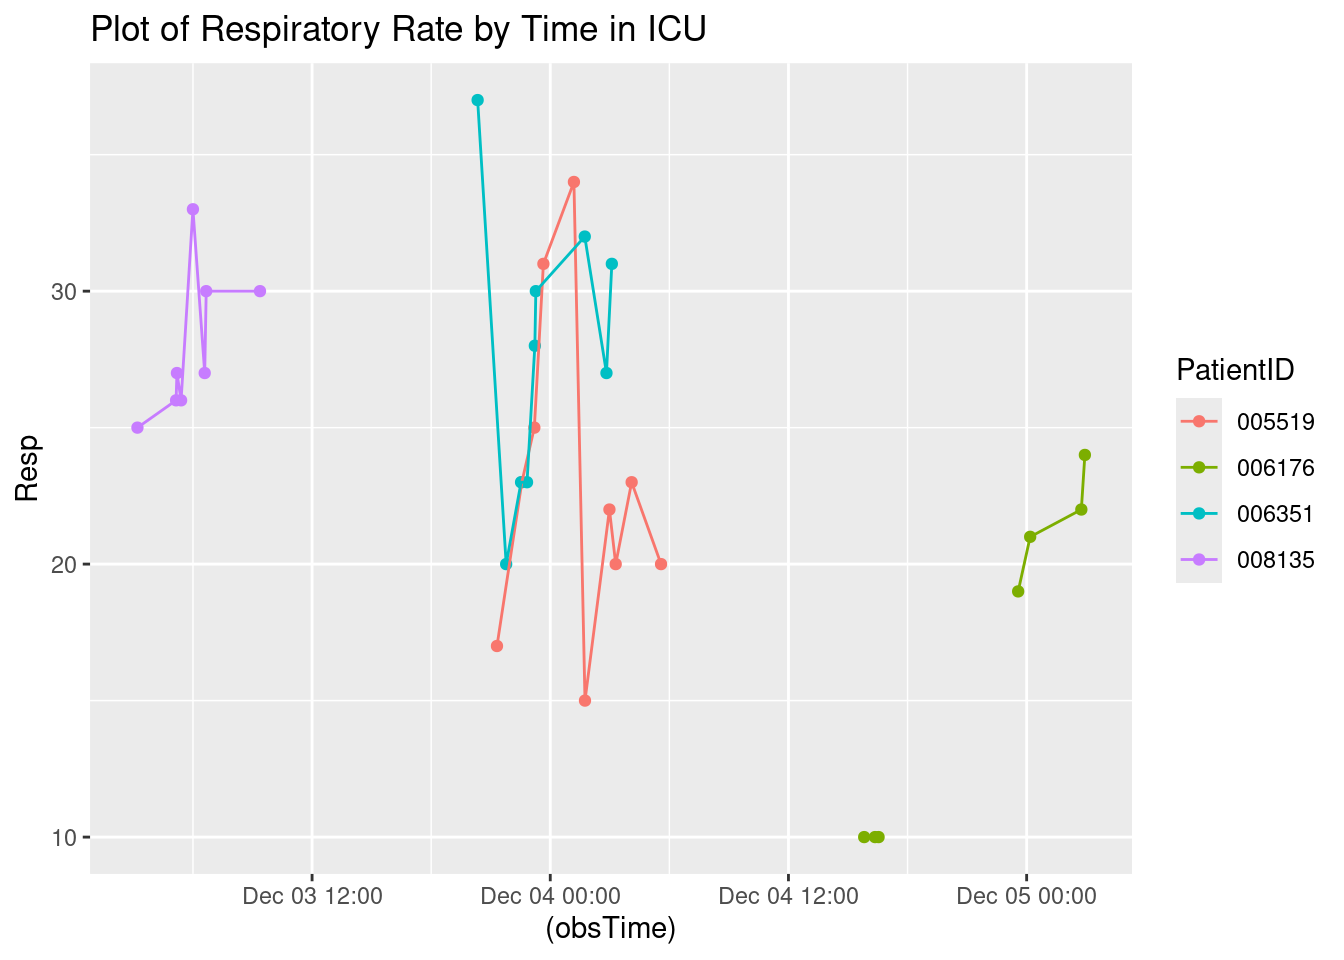 Plot of Respiratory Rate by Time in ICU
Resp
30
20
10
Dec 03 12:00
Dec 04 00:00
Dec 04 12:00
Dec 05 00:00
(obsTime)
PatientID
005519
006176
006351
008135